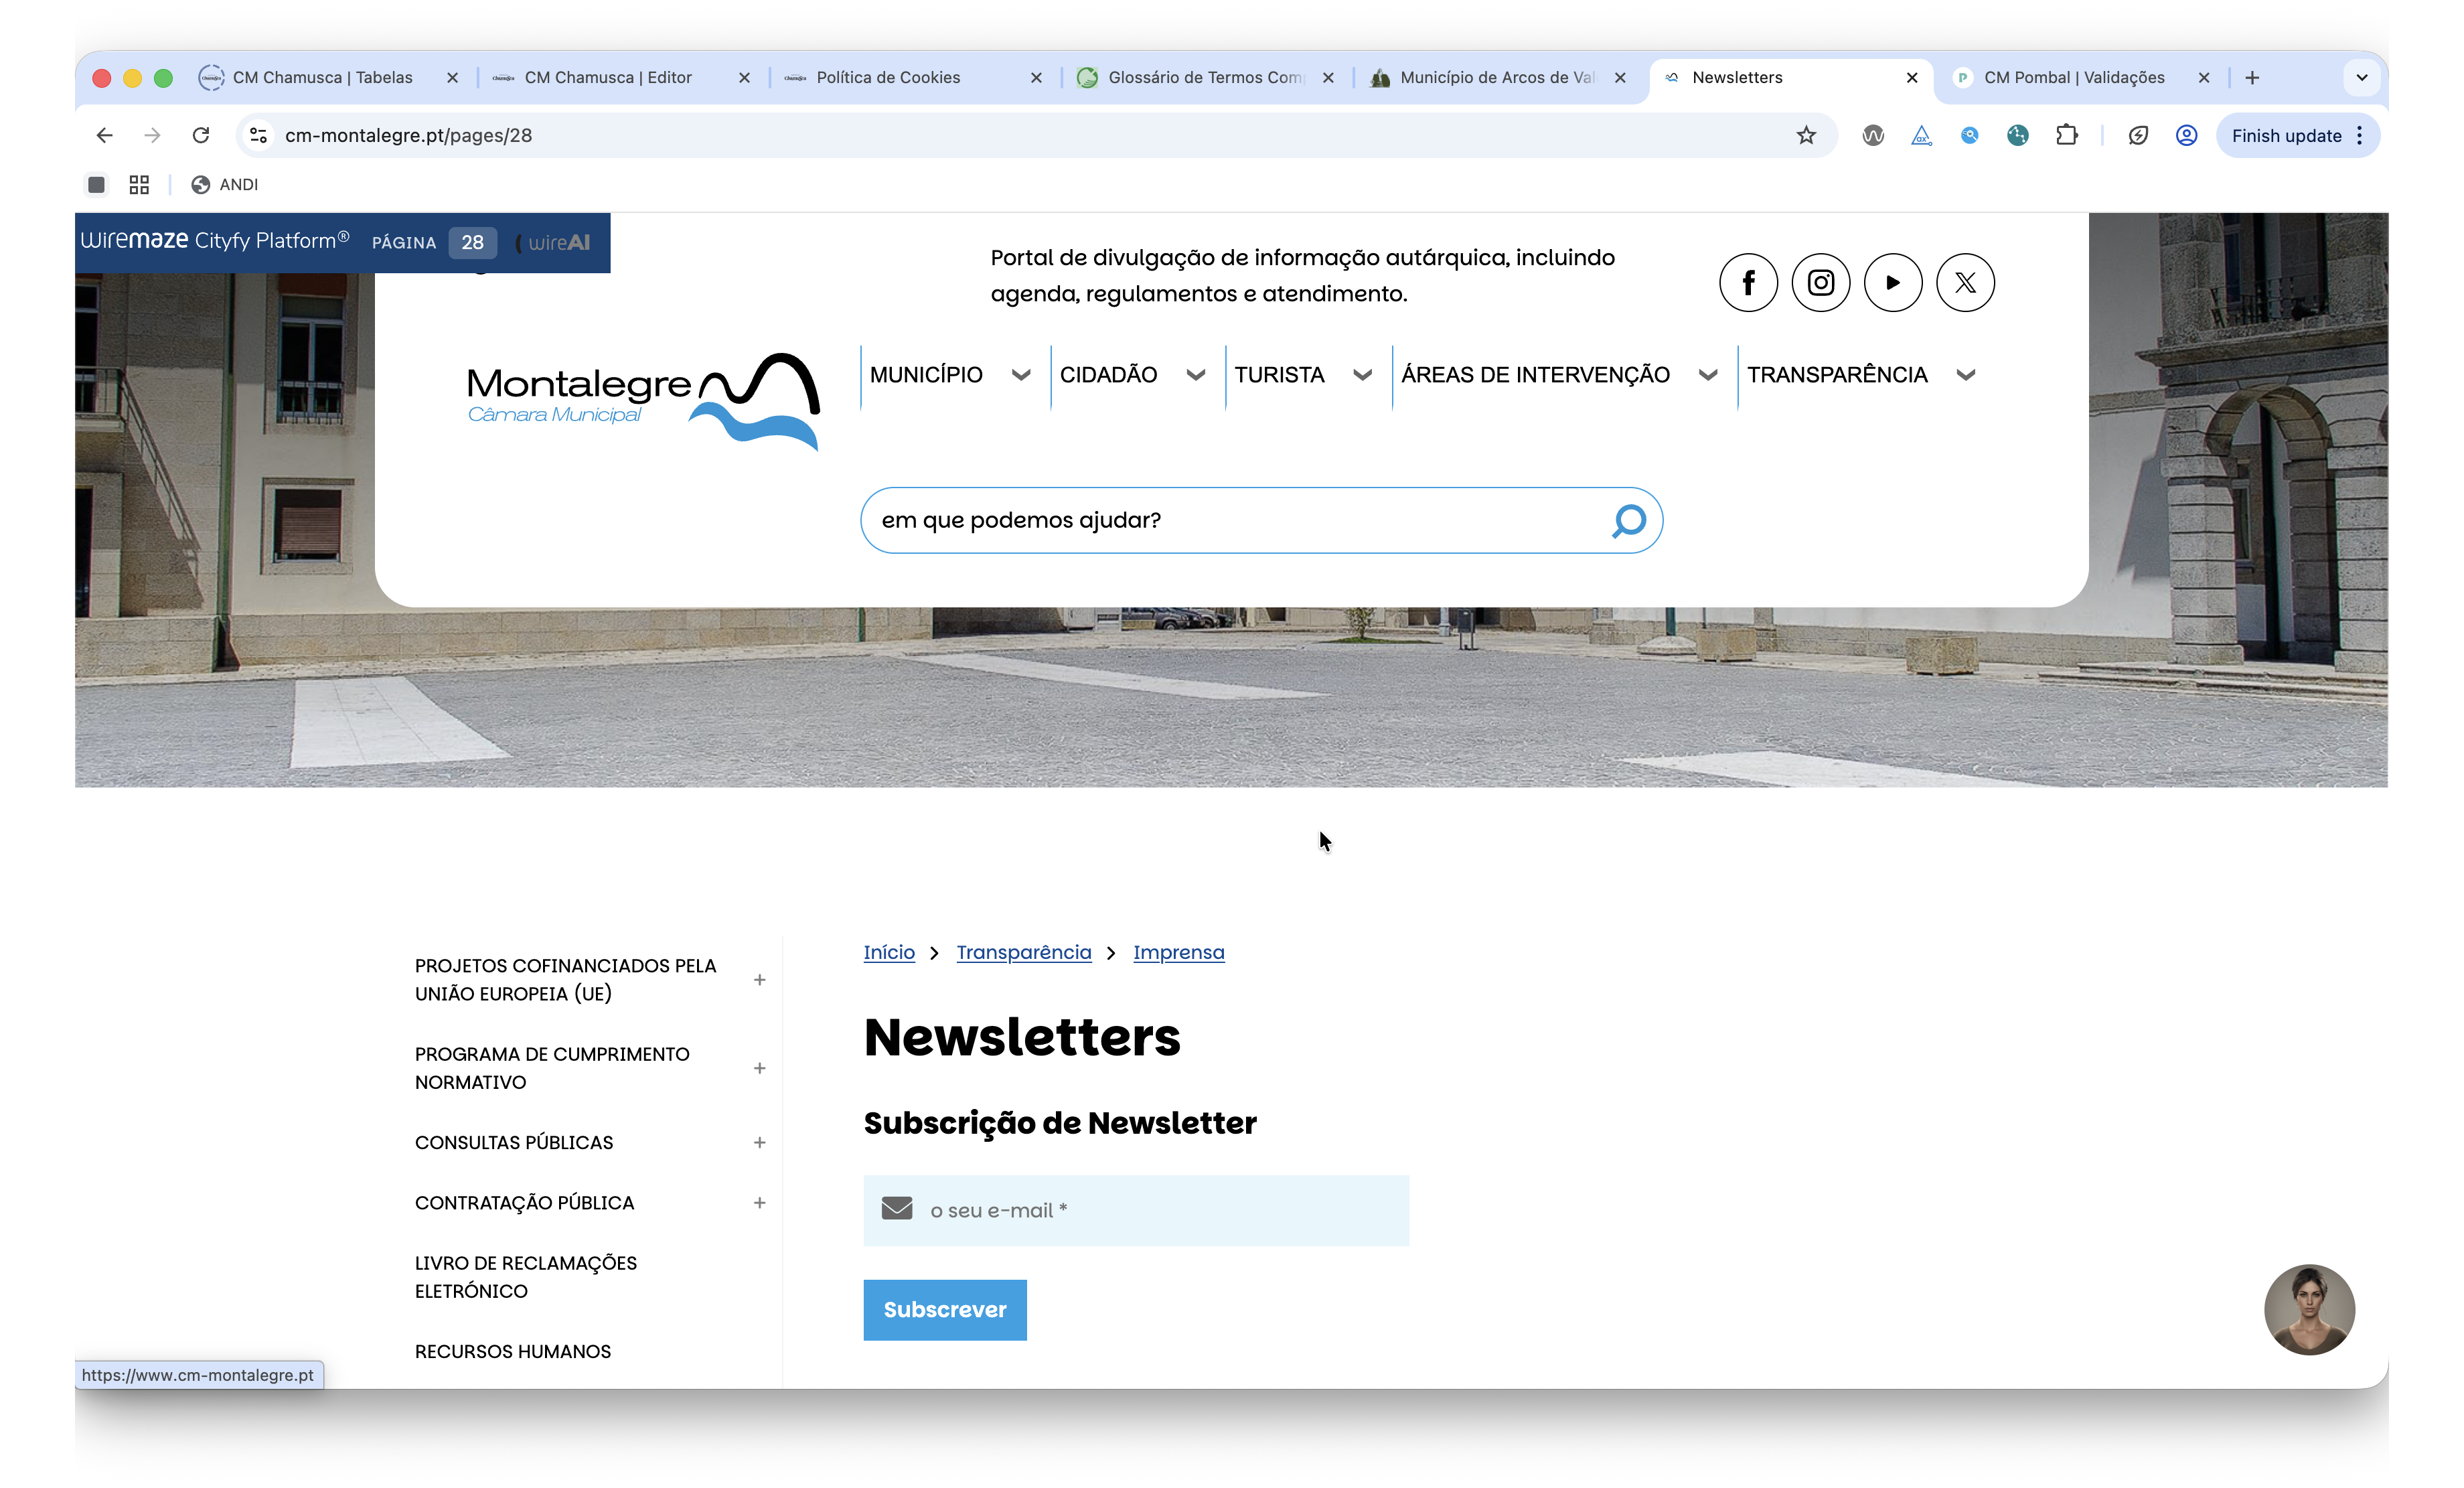 CM Chamusca | Tabelas
CM Chamusca | Editor
Política de Cookies
Glossário de Termos Com
Município de Arcos de Val
Newsletters
CM Pombal | Validações
cm-montalegre.pt/pages/28
Finish update
ANDI
wiremaze Cityfy Platform® PÁGINA 28 wireAI
Portal de divulgação de informação autárquica, incluindo
agenda, regulamentos e atendimento.
Montalegre
Câmara Municipal
MUNICÍPIO
CIDADÃO
TURISTA
ÁREAS DE INTERVENÇÃO
TRANSPARÊNCIA
em que podemos ajudar?
PROJETOS COFINANCIADOS PELA
UNIÃO EUROPEIA (UE)
PROGRAMA DE CUMPRIMENTO
NORMATIVO
CONSULTAS PÚBLICAS
CONTRATAÇÃO PÚBLICA
LIVRO DE RECLAMAÇÕES
ELETRÓNICO
RECURSOS HUMANOS
Início > Transparência > Imprensa
Newsletters
Subscrição de Newsletter
o seu e-mail *
Subscrever
https://www.cm-montalegre.pt